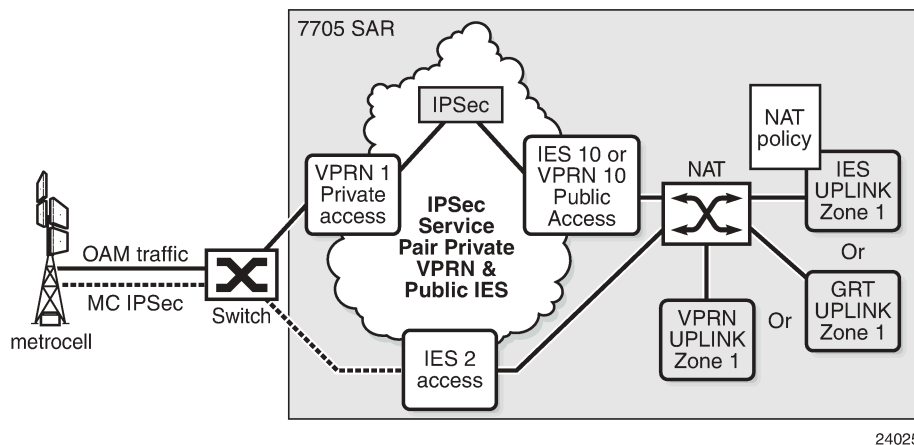 7705 SAR
IPSec
NAT
policy
VPRN 1
Private
access
IES 10 or
VPRN 10
Public
Access
NAT
IES
UPLINK
Zone 1
IPSec
Service
Pair Private
VPRN &
Public IES
OAM traffic
MC IPSec
Switch
metrocell
Or
GRT
UPLINK
Zone 1
VPRN
UPLINK
Zone 1
Or
IES 2
access
24025